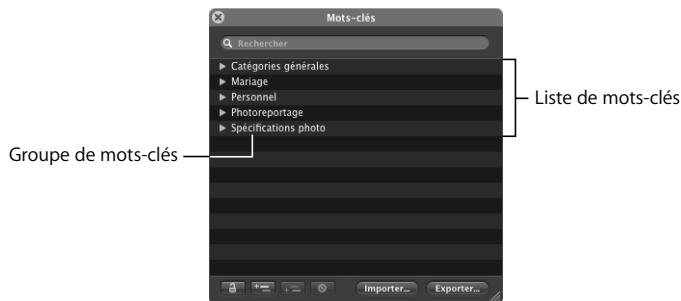 Mots-clés
Rechercher
Catégories générales
Mariage
Personnel
Photoreportage
Spécifications photo
Liste de mots-clés
Groupe de mots-clés
Importer...
Exporter...